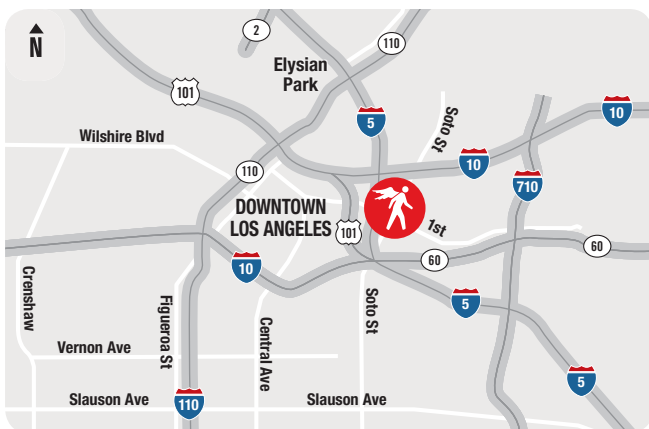 2
110
N
Elysian
Park
101
5
Soto St
10
Wilshire Blvd
10
110
710
DOWNTOWN
LOS ANGELES
101
1st
60
60
10
Crenshaw
Figueroa St
Central Ave
Soto St
5
Vernon Ave
5
Slauson Ave
110
Slauson Ave